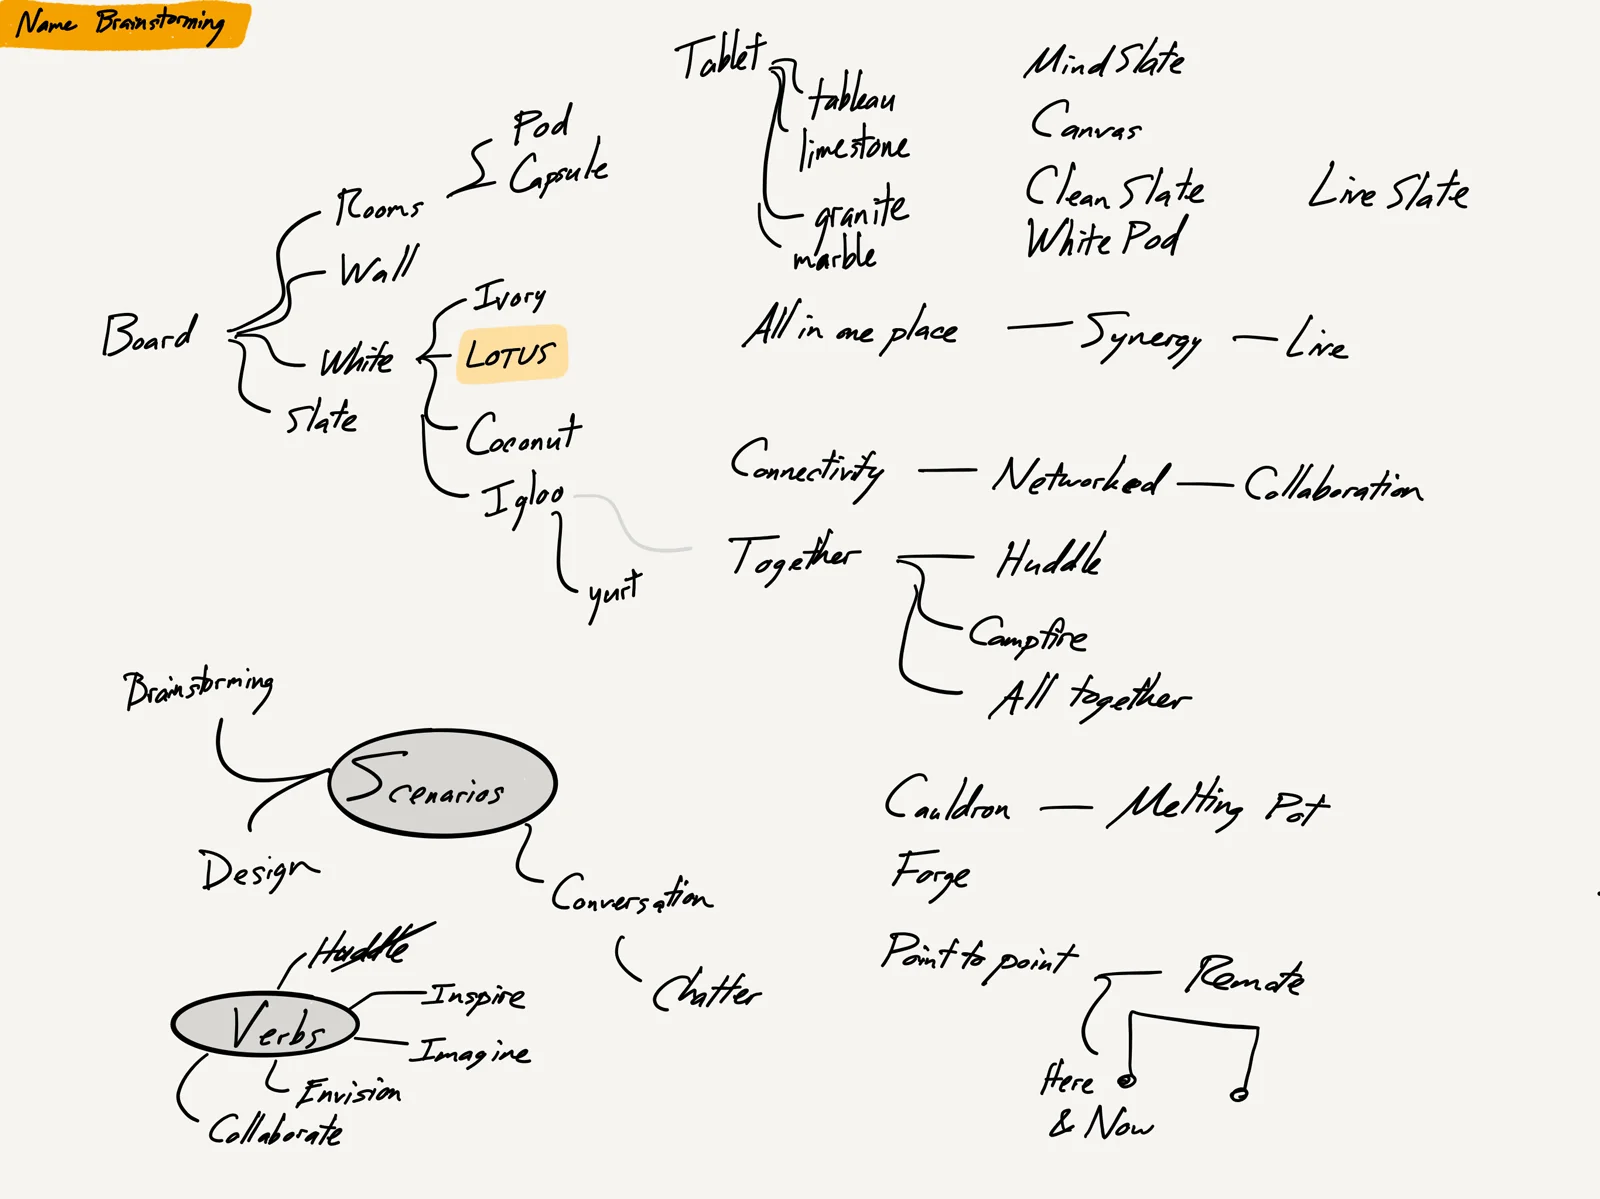 Name Brainstorming
Board
Rooms
Pod
Capsule
Wall
White
Ivory
LOTUS
Coconut
Igloo
yurt
Slate
Tablet
tableau
limestone
granite
marble
MindSlate
Canvas
Clean Slate
Live Slate
White Pod
All in one place — Synergy — Live
Connectivity — Networked — Collaboration
Together
Huddle
Campfire
All together
Brainstorming
Scenarios
Design
Conversation
Chatter
Huddle
Verbs
Inspire
Imagine
Envision
Collaborate
Cauldron — Melting Pot
Forge
Point to point
Remote
Here
& Now